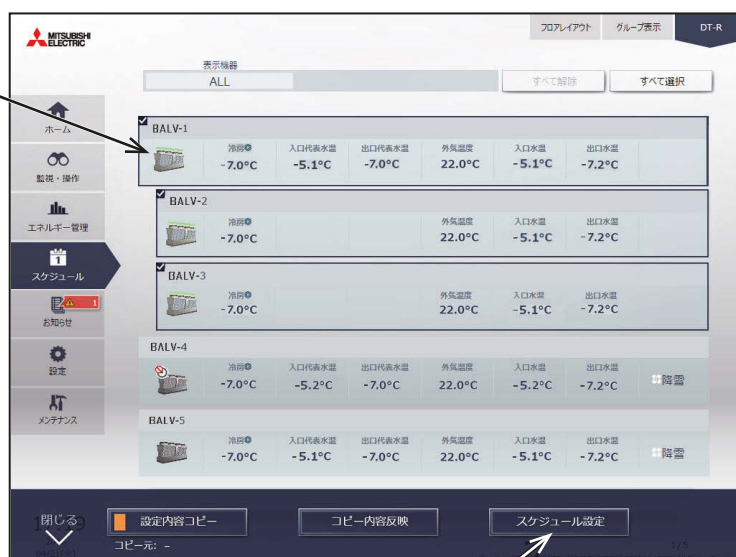 MITSUBISHI
ELECTRIC
フロアレイアウト グループ表示 DT-R
表示機器
ALL すべて解除 すべて選択
ホーム
監視・操作
エネルギー管理
1
スケジュール
1
お知らせ
設定
メンテナンス
BALV-1
冷房 入口代表水温 出口代表水温 外気温度 入口水温 出口水温
-7.0°C -5.1°C -7.0°C 22.0°C -5.1°C -7.2°C
BALV-2
冷房 外気温度 入口水温 出口水温
-7.0°C 22.0°C -5.1°C -7.2°C
BALV-3
冷房 外気温度 入口水温 出口水温
-7.0°C 22.0°C -5.1°C -7.2°C
BALV-4
冷房 入口代表水温 出口代表水温 外気温度 入口水温 出口水温
-7.0°C -5.2°C -7.0°C 22.0°C -5.2°C -7.2°C 降雪
BALV-5
冷房 入口代表水温 出口代表水温 外気温度 入口水温 出口水温
-7.0°C -5.1°C -7.0°C 22.0°C -5.1°C -7.2°C 降雪
閉じる 設定内容コピー コピー内容反映 スケジュール設定
コピー元: -
1/5